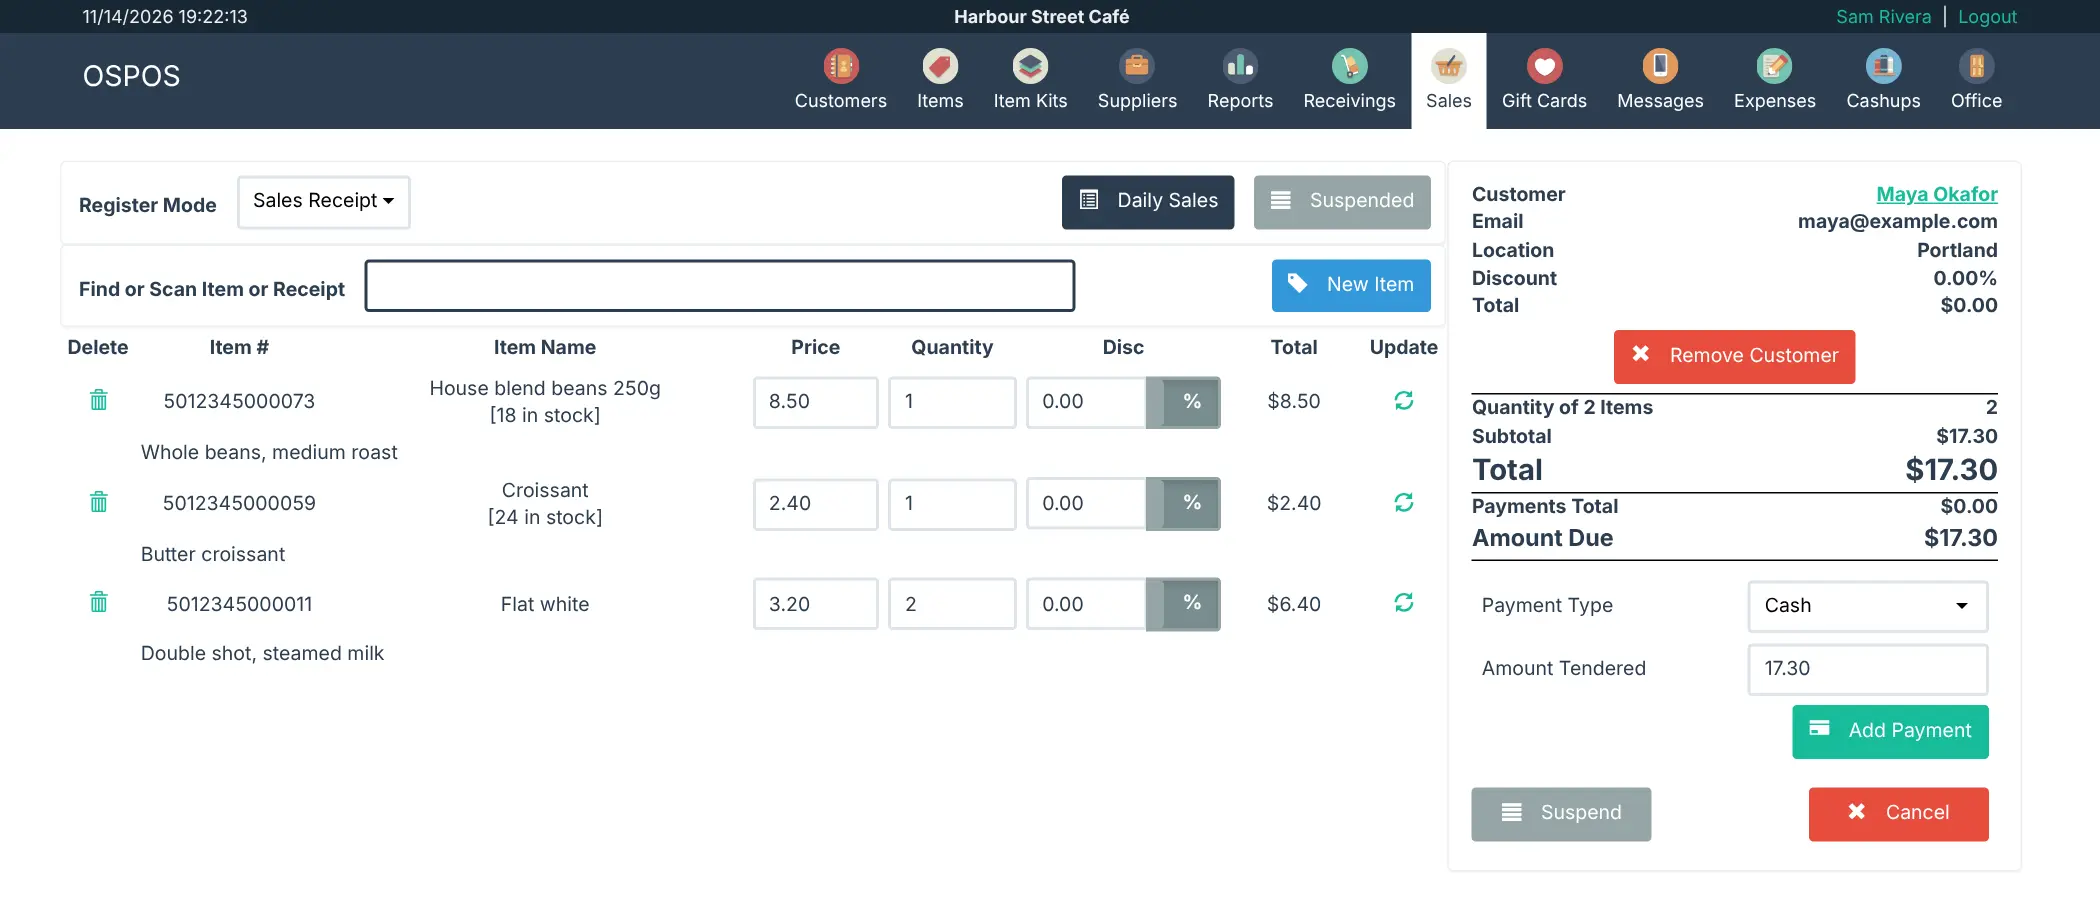 11/14/2026 19:22:13
Harbour Street Café
Sam Rivera | Logout
OSPOS
Customers
Items
Item Kits
Suppliers
Reports
Receivings
Sales
Gift Cards
Messages
Expenses
Cashups
Office
Register Mode
Sales Receipt
Daily Sales
Suspended
Find or Scan Item or Receipt
New Item
Delete Item # Item Name Price Quantity Disc Total Update
5012345000073 House blend beans 250g [18 in stock] 8.50 1 0.00 % $8.50
Whole beans, medium roast
5012345000059 Croissant [24 in stock] 2.40 1 0.00 % $2.40
Butter croissant
5012345000011 Flat white 3.20 2 0.00 % $6.40
Double shot, steamed milk
Customer Maya Okafor
Email maya@example.com
Location Portland
Discount 0.00%
Total $0.00
Remove Customer
Quantity of 2 Items 2
Subtotal $17.30
Total $17.30
Payments Total $0.00
Amount Due $17.30
Payment Type Cash
Amount Tendered 17.30
Add Payment
Suspend
Cancel